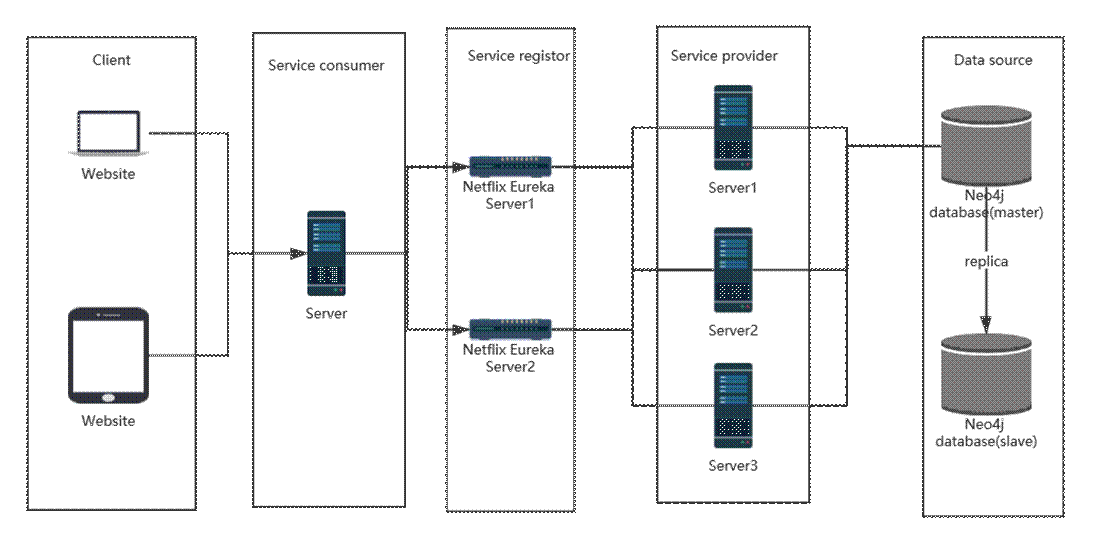 Client
Website
Website
Service consumer
Server
Service registor
Netflix Eureka
Server1
Netflix Eureka
Server2
Service provider
Server1
Server2
Server3
Data source
Neo4j
database(master)
replica
Neo4j
database(slave)